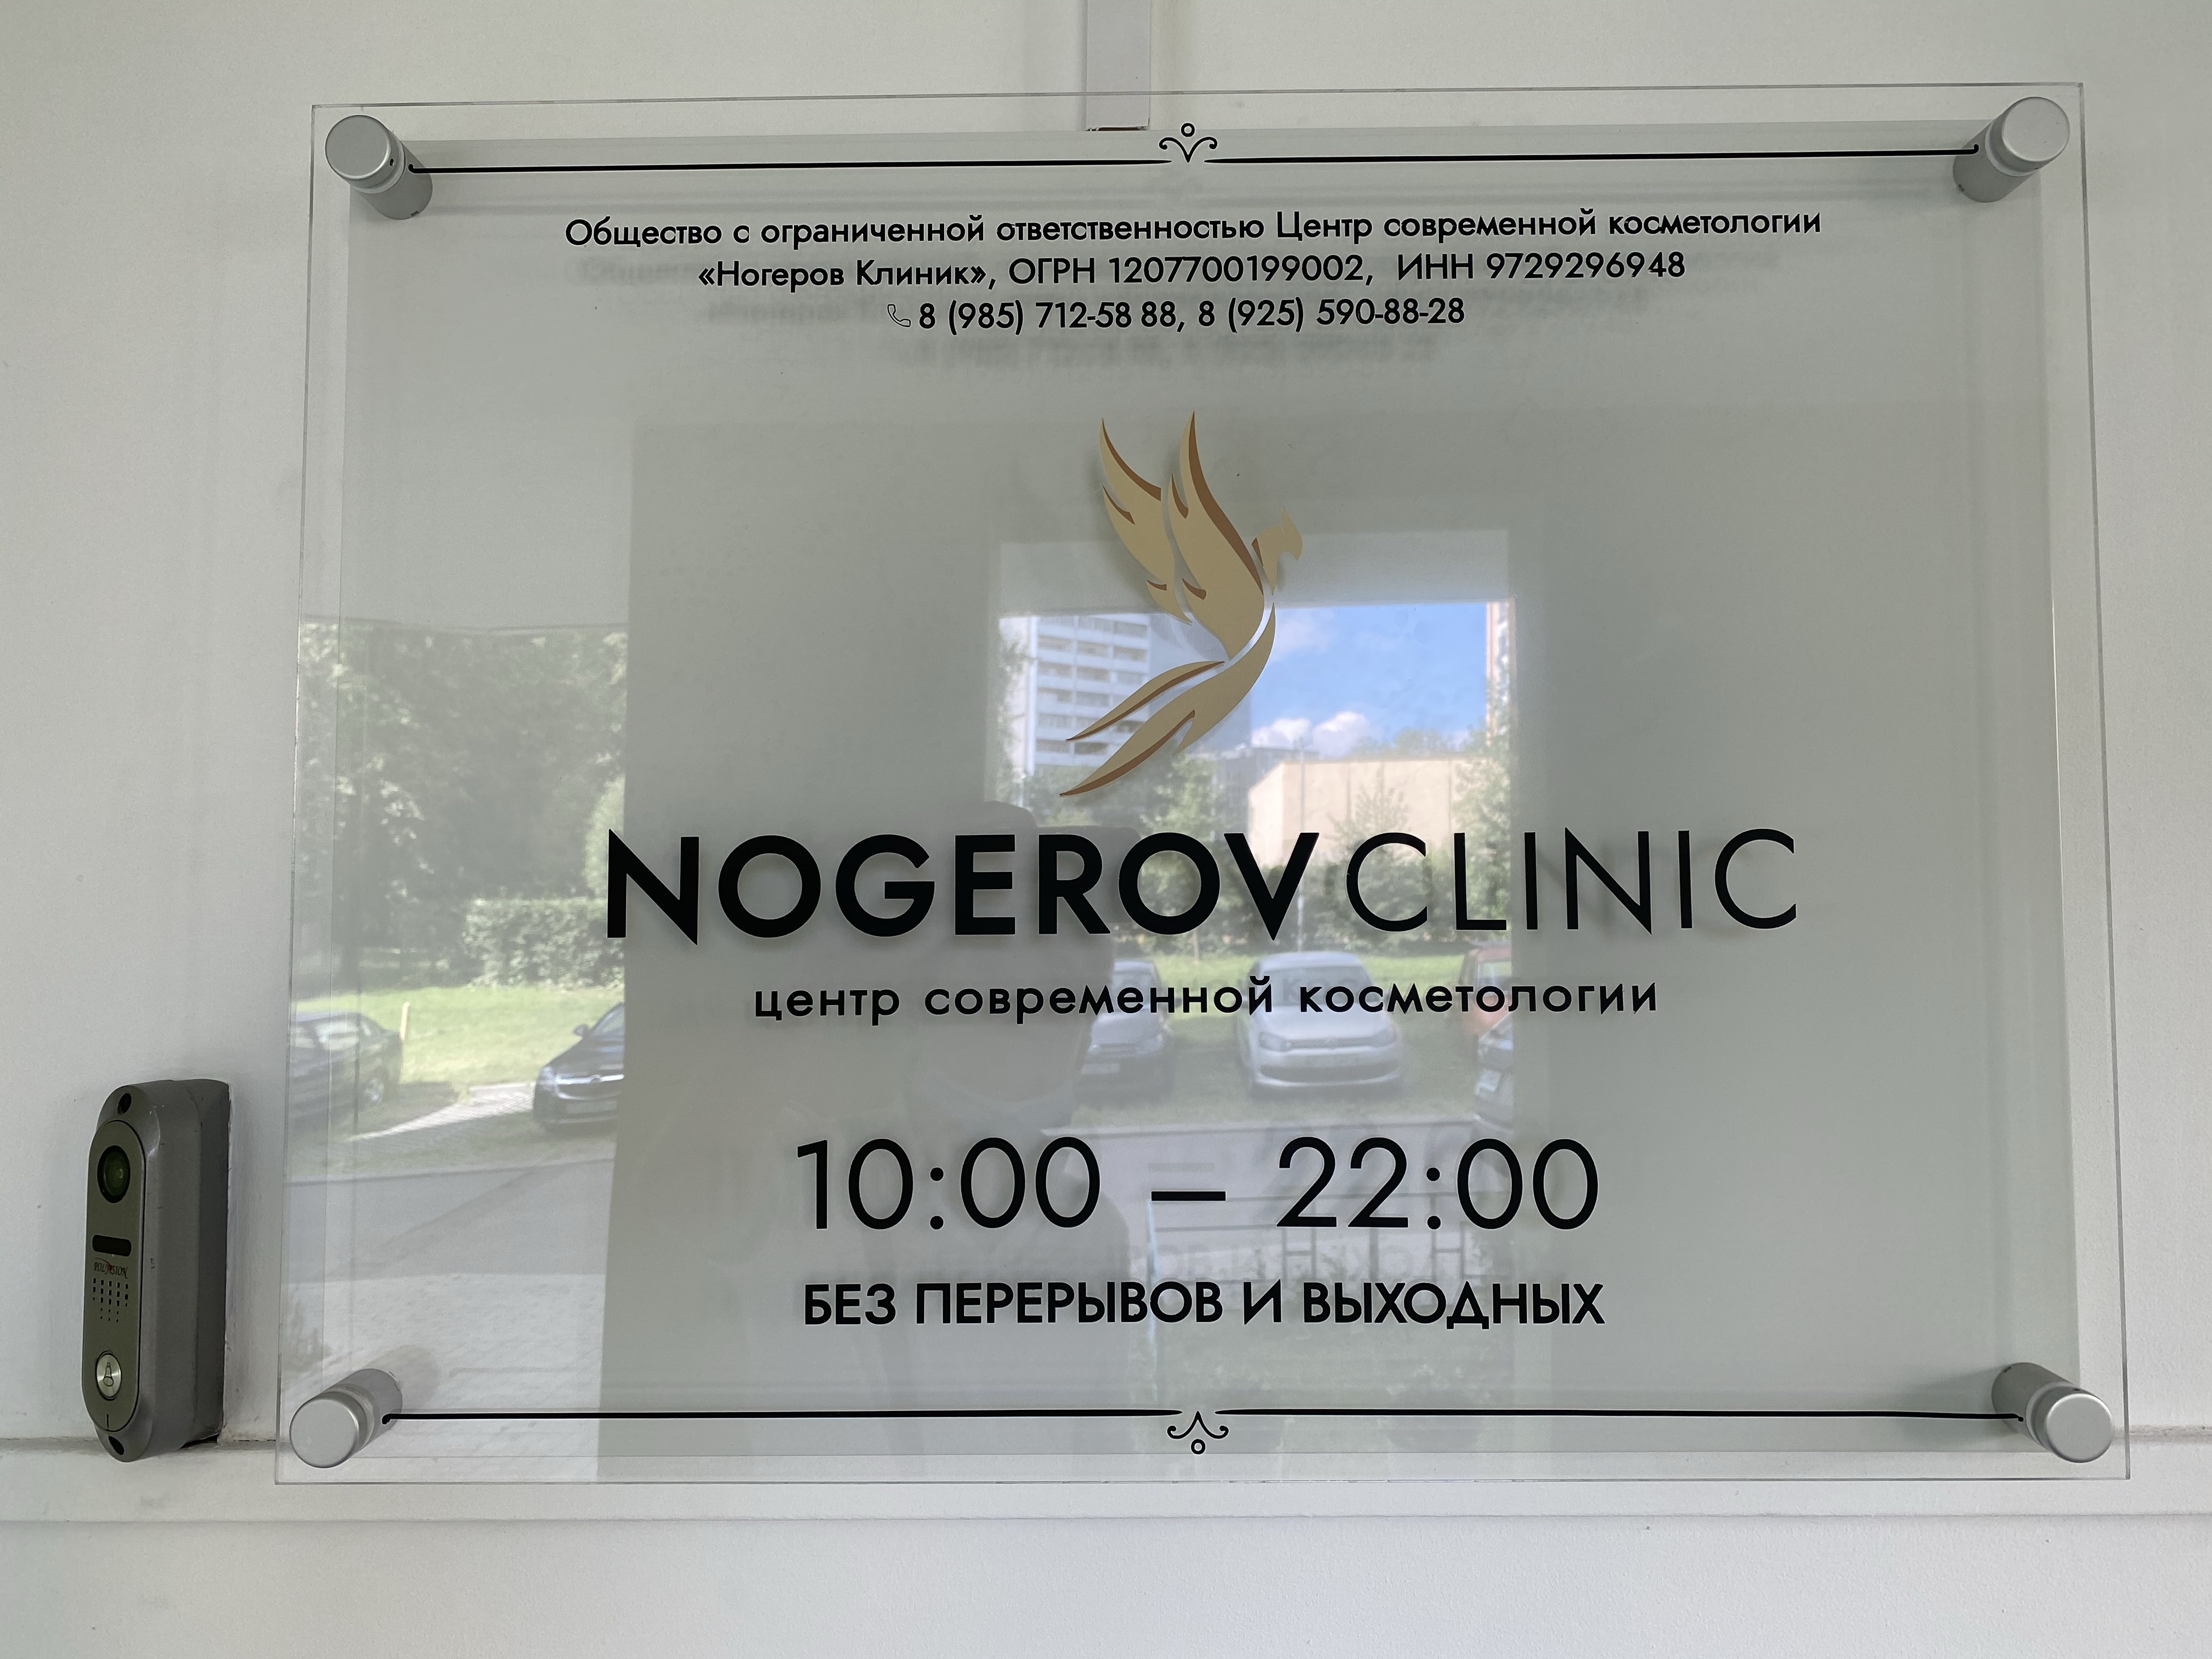 Общество с ограниченной ответственностью Центр современной косметологии
«Ногеров Клиник», ОГРН 1207700199002, ИНН 9729296948
8 (985) 712-58 88, 8 (925) 590-88-28
NOGEROV CLINIC
центр современной косметологии
10:00 – 22:00
БЕЗ ПЕРЕРЫВОВ И ВЫХОДНЫХ
POLYVISION